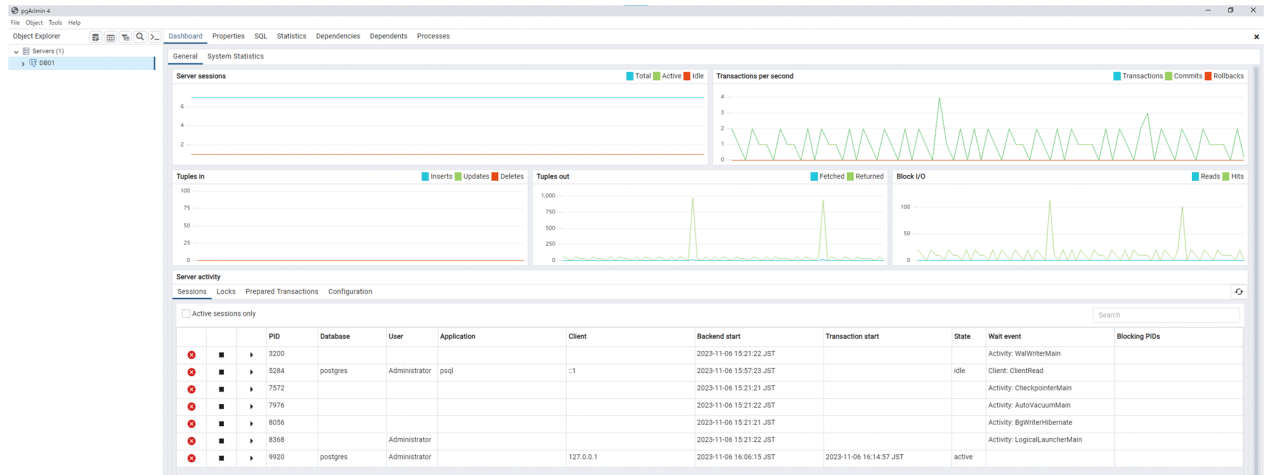 pgAdmin 4
File Object Tools Help
Object Explorer
Dashboard Properties SQL Statistics Dependencies Dependents Processes
Servers (1)
DB01
General System Statistics
Server sessions
Total Active Idle
6
4
2
Transactions per second
Transactions Commits Rollbacks
4
3
2
1
0
Tuples in
Inserts Updates Deletes
100
75
50
25
0
Tuples out
Fetched Returned
1,000
750
500
250
0
Block I/O
Reads Hits
100
50
0
Server activity
Sessions Locks Prepared Transactions Configuration
Active sessions only
Search
PID Database User Application Client Backend start Transaction start State Wait event Blocking PIDs
3200 2023-11-06 15:21:22 JST Activity: WalWriterMain
5284 postgres Administrator psql ::1 2023-11-06 15:57:23 JST idle Client: ClientRead
7572 2023-11-06 15:21:21 JST Activity: CheckpointerMain
7976 2023-11-06 15:21:22 JST Activity: AutoVacuumMain
8056 2023-11-06 15:21:21 JST Activity: BgWriterHibernate
8368 Administrator 2023-11-06 15:21:22 JST Activity: LogicalLauncherMain
9920 postgres Administrator 127.0.0.1 2023-11-06 16:06:15 JST 2023-11-06 16:14:57 JST active